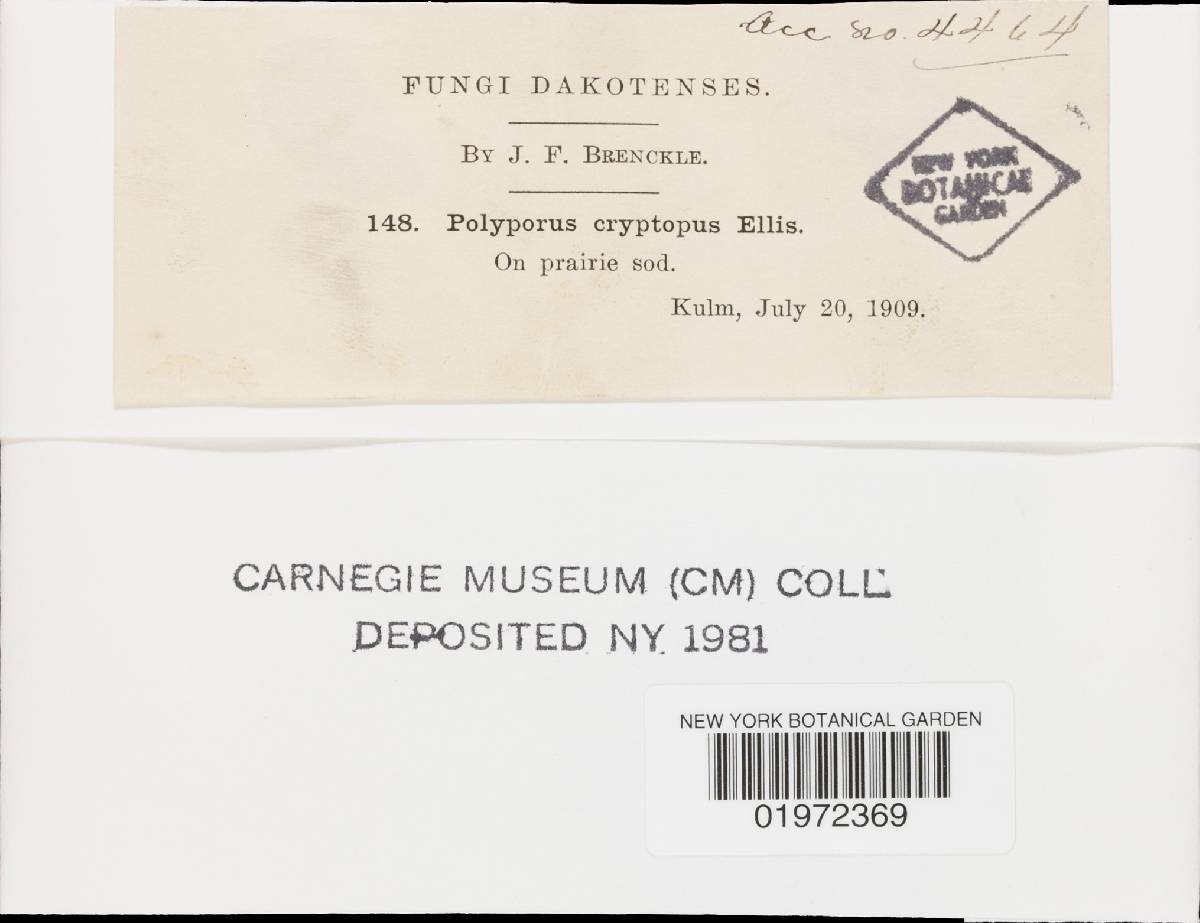 Acc no. 4464
FUNGI DAKOTENSES.
BY J. F. BRENCKLE.
NEW YORK
BOTANICAL
GARDEN
148. Polyporus cryptopus Ellis.
On prairie sod.
Kulm, July 20, 1909.
CARNEGIE MUSEUM (CM) COLL.
DEPOSITED NY. 1981
NEW YORK BOTANICAL GARDEN
01972369